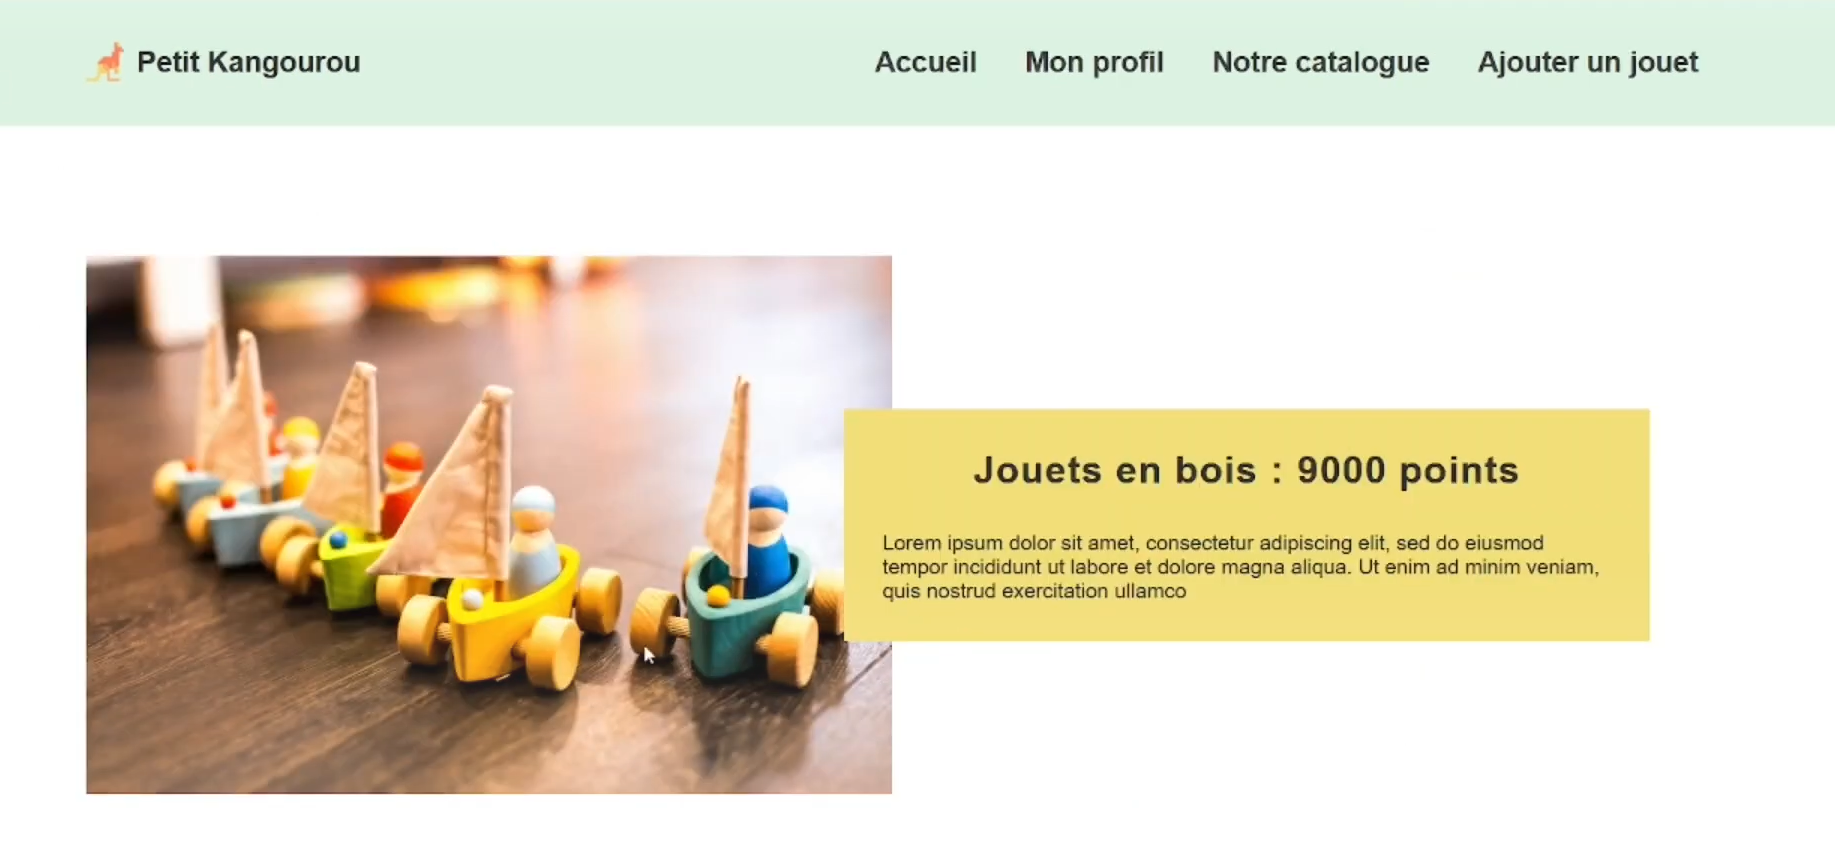 Petit Kangourou
Accueil Mon profil Notre catalogue Ajouter un jouet
Jouets en bois : 9000 points
Lorem ipsum dolor sit amet, consectetur adipiscing elit, sed do eiusmod
tempor incididunt ut labore et dolore magna aliqua. Ut enim ad minim veniam,
quis nostrud exercitation ullamco